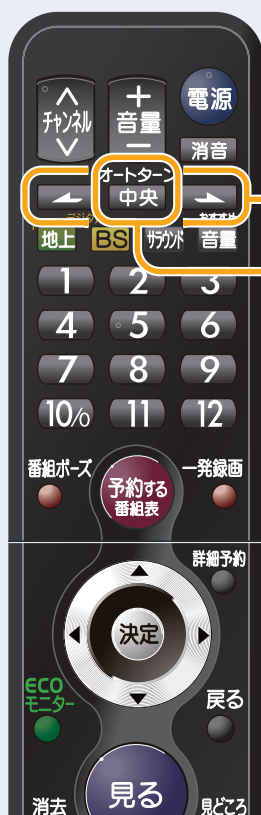 チャンネル
+
音量
−
電源
消音
オートターン
中央
地上
BS
サラウンド
音量
1 2 3
4 5 6
7 8 9
10/0 11 12
番組ポーズ
予約する
番組表
一発録画
詳細予約
決定
ECO
モニター
戻る
消去
見る
見どころ